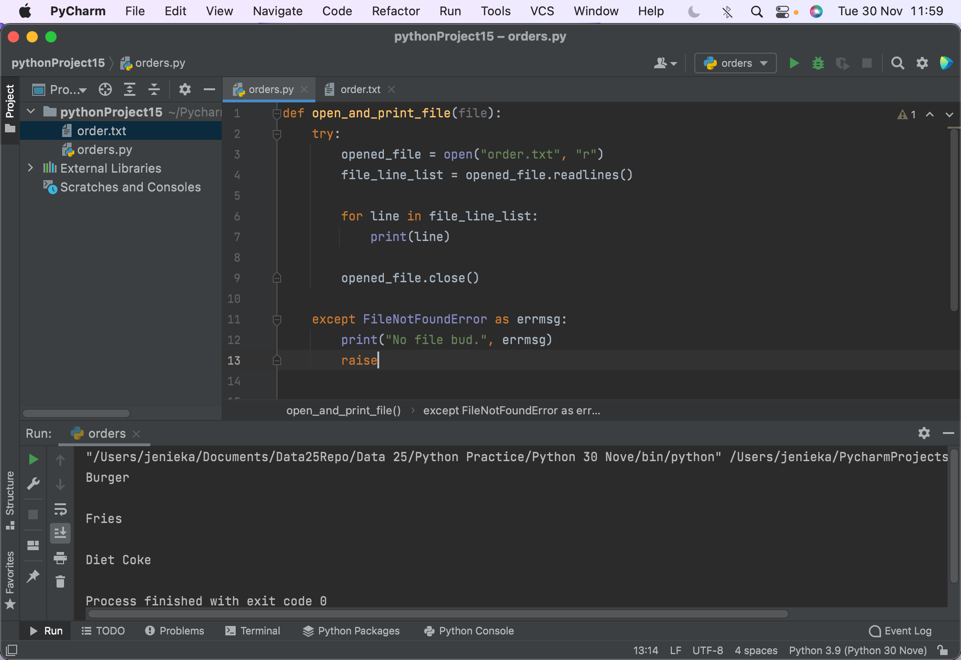 PyCharm File Edit View Navigate Code Refactor Run Tools VCS Window Help Tue 30 Nov 11:59
pythonProject15 – orders.py
pythonProject15 orders.py orders
Project
Pro... orders.py order.txt
pythonProject15 ~/Pychar
order.txt
orders.py
External Libraries
Scratches and Consoles
1 def open_and_print_file(file):
1
2 try:
3 opened_file = open("order.txt", "r")
4 file_line_list = opened_file.readlines()
5
6 for line in file_line_list:
7 print(line)
8
9 opened_file.close()
10
11 except FileNotFoundError as errmsg:
12 print("No file bud.", errmsg)
13 raise
14
open_and_print_file() › except FileNotFoundError as err...
Run: orders
"/Users/jenieka/Documents/Data25Repo/Data 25/Python Practice/Python 30 Nove/bin/python" /Users/jenieka/PycharmProjects
Burger
Fries
Diet Coke
Process finished with exit code 0
Structure
Favorites
Run TODO Problems Terminal Python Packages Python Console Event Log
13:14 LF UTF-8 4 spaces Python 3.9 (Python 30 Nove)